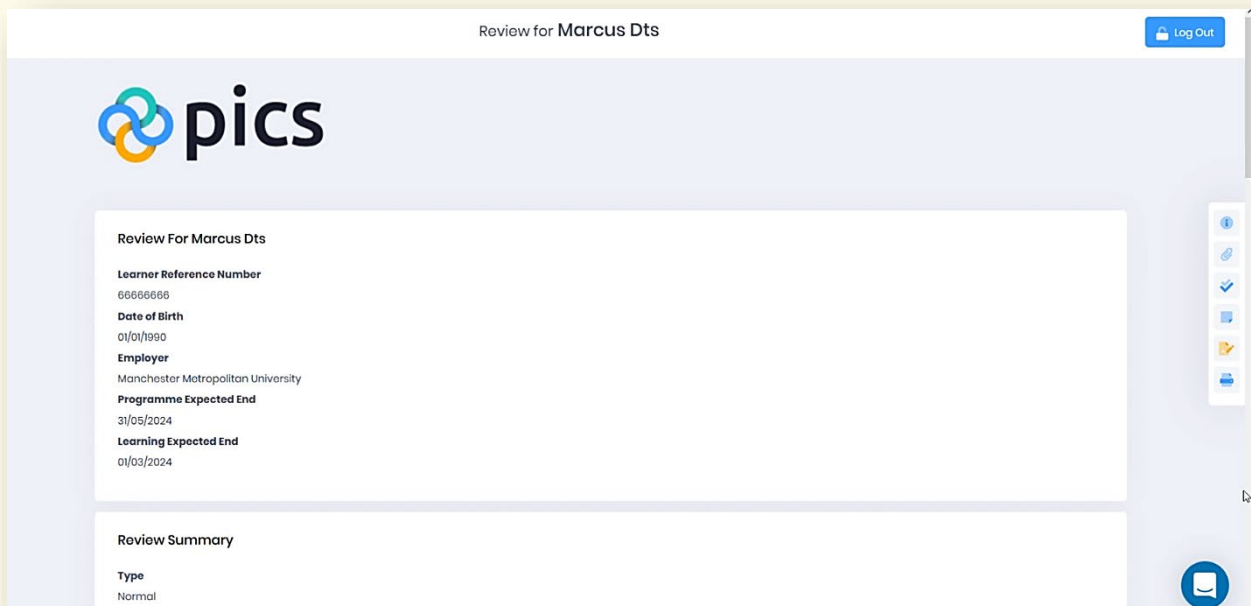 Review for Marcus Dts
Log Out
pics
Review For Marcus Dts
Learner Reference Number
66666666
Date of Birth
01/01/1990
Employer
Manchester Metropolitan University
Programme Expected End
31/05/2024
Learning Expected End
01/03/2024
Review Summary
Type
Normal